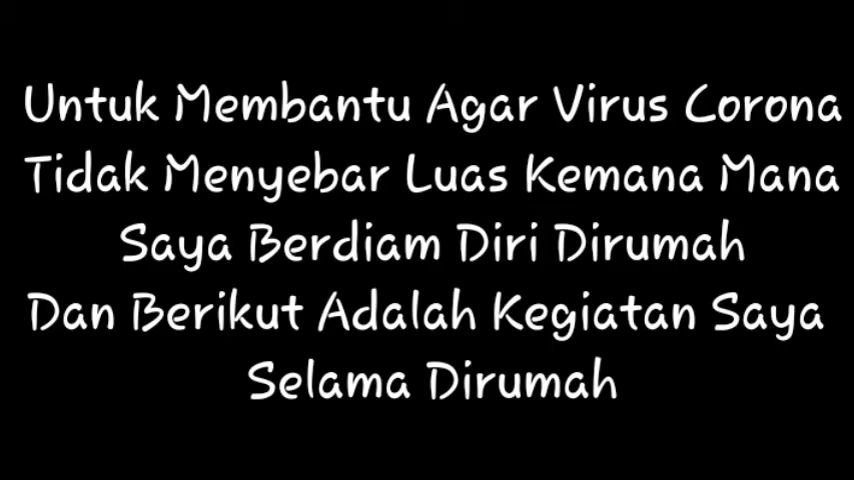 Untuk Membantu Agar Virus Corona
Tidak Menyebar Luas Kemana Mana
Saya Berdiam Diri Dirumah
Dan Berikut Adalah Kegiatan Saya
Selama Dirumah